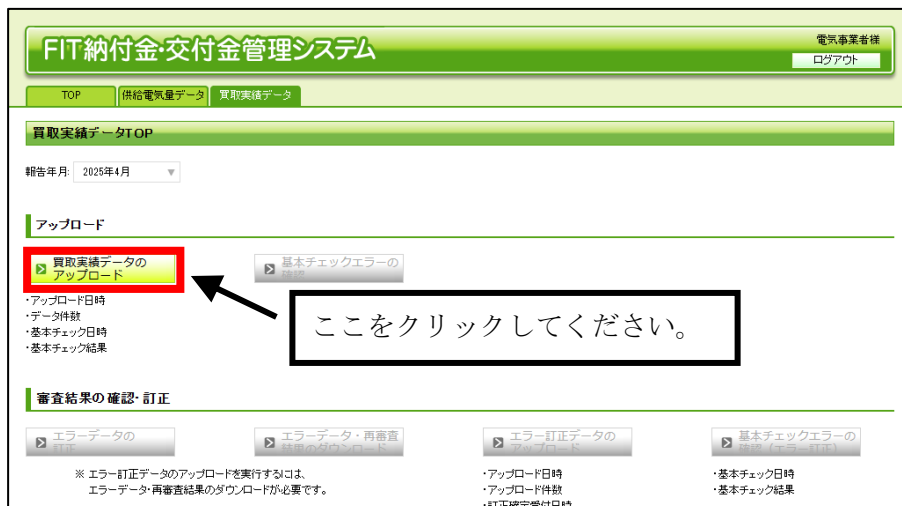 FIT納付金・交付金管理システム
電気事業者様
ログアウト
TOP
供給電気量データ
買取実績データ
買取実績データTOP
報告年月: 2025年4月
アップロード
買取実績データの
アップロード
基本チェックエラーの
確認
・アップロード日時
・データ件数
・基本チェック日時
・基本チェック結果
ここをクリックしてください。
審査結果の確認・訂正
エラーデータの
訂正
エラーデータ・再審査
結果のダウンロード
エラー訂正データの
アップロード
基本チェックエラーの
確認（エラー訂正）
※ エラー訂正データのアップロードを実行するには、
エラーデータ・再審査結果のダウンロードが必要です。
・アップロード日時
・アップロード件数
・訂正確定受付日時
・基本チェック日時
・基本チェック結果